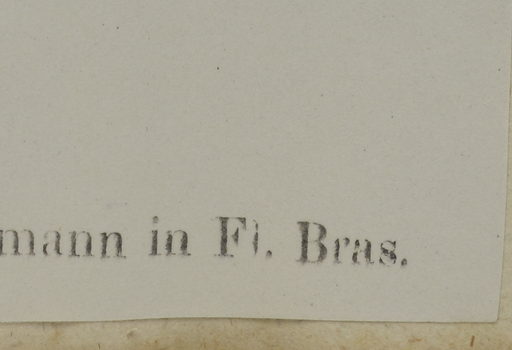 mann in Fl. Bras.